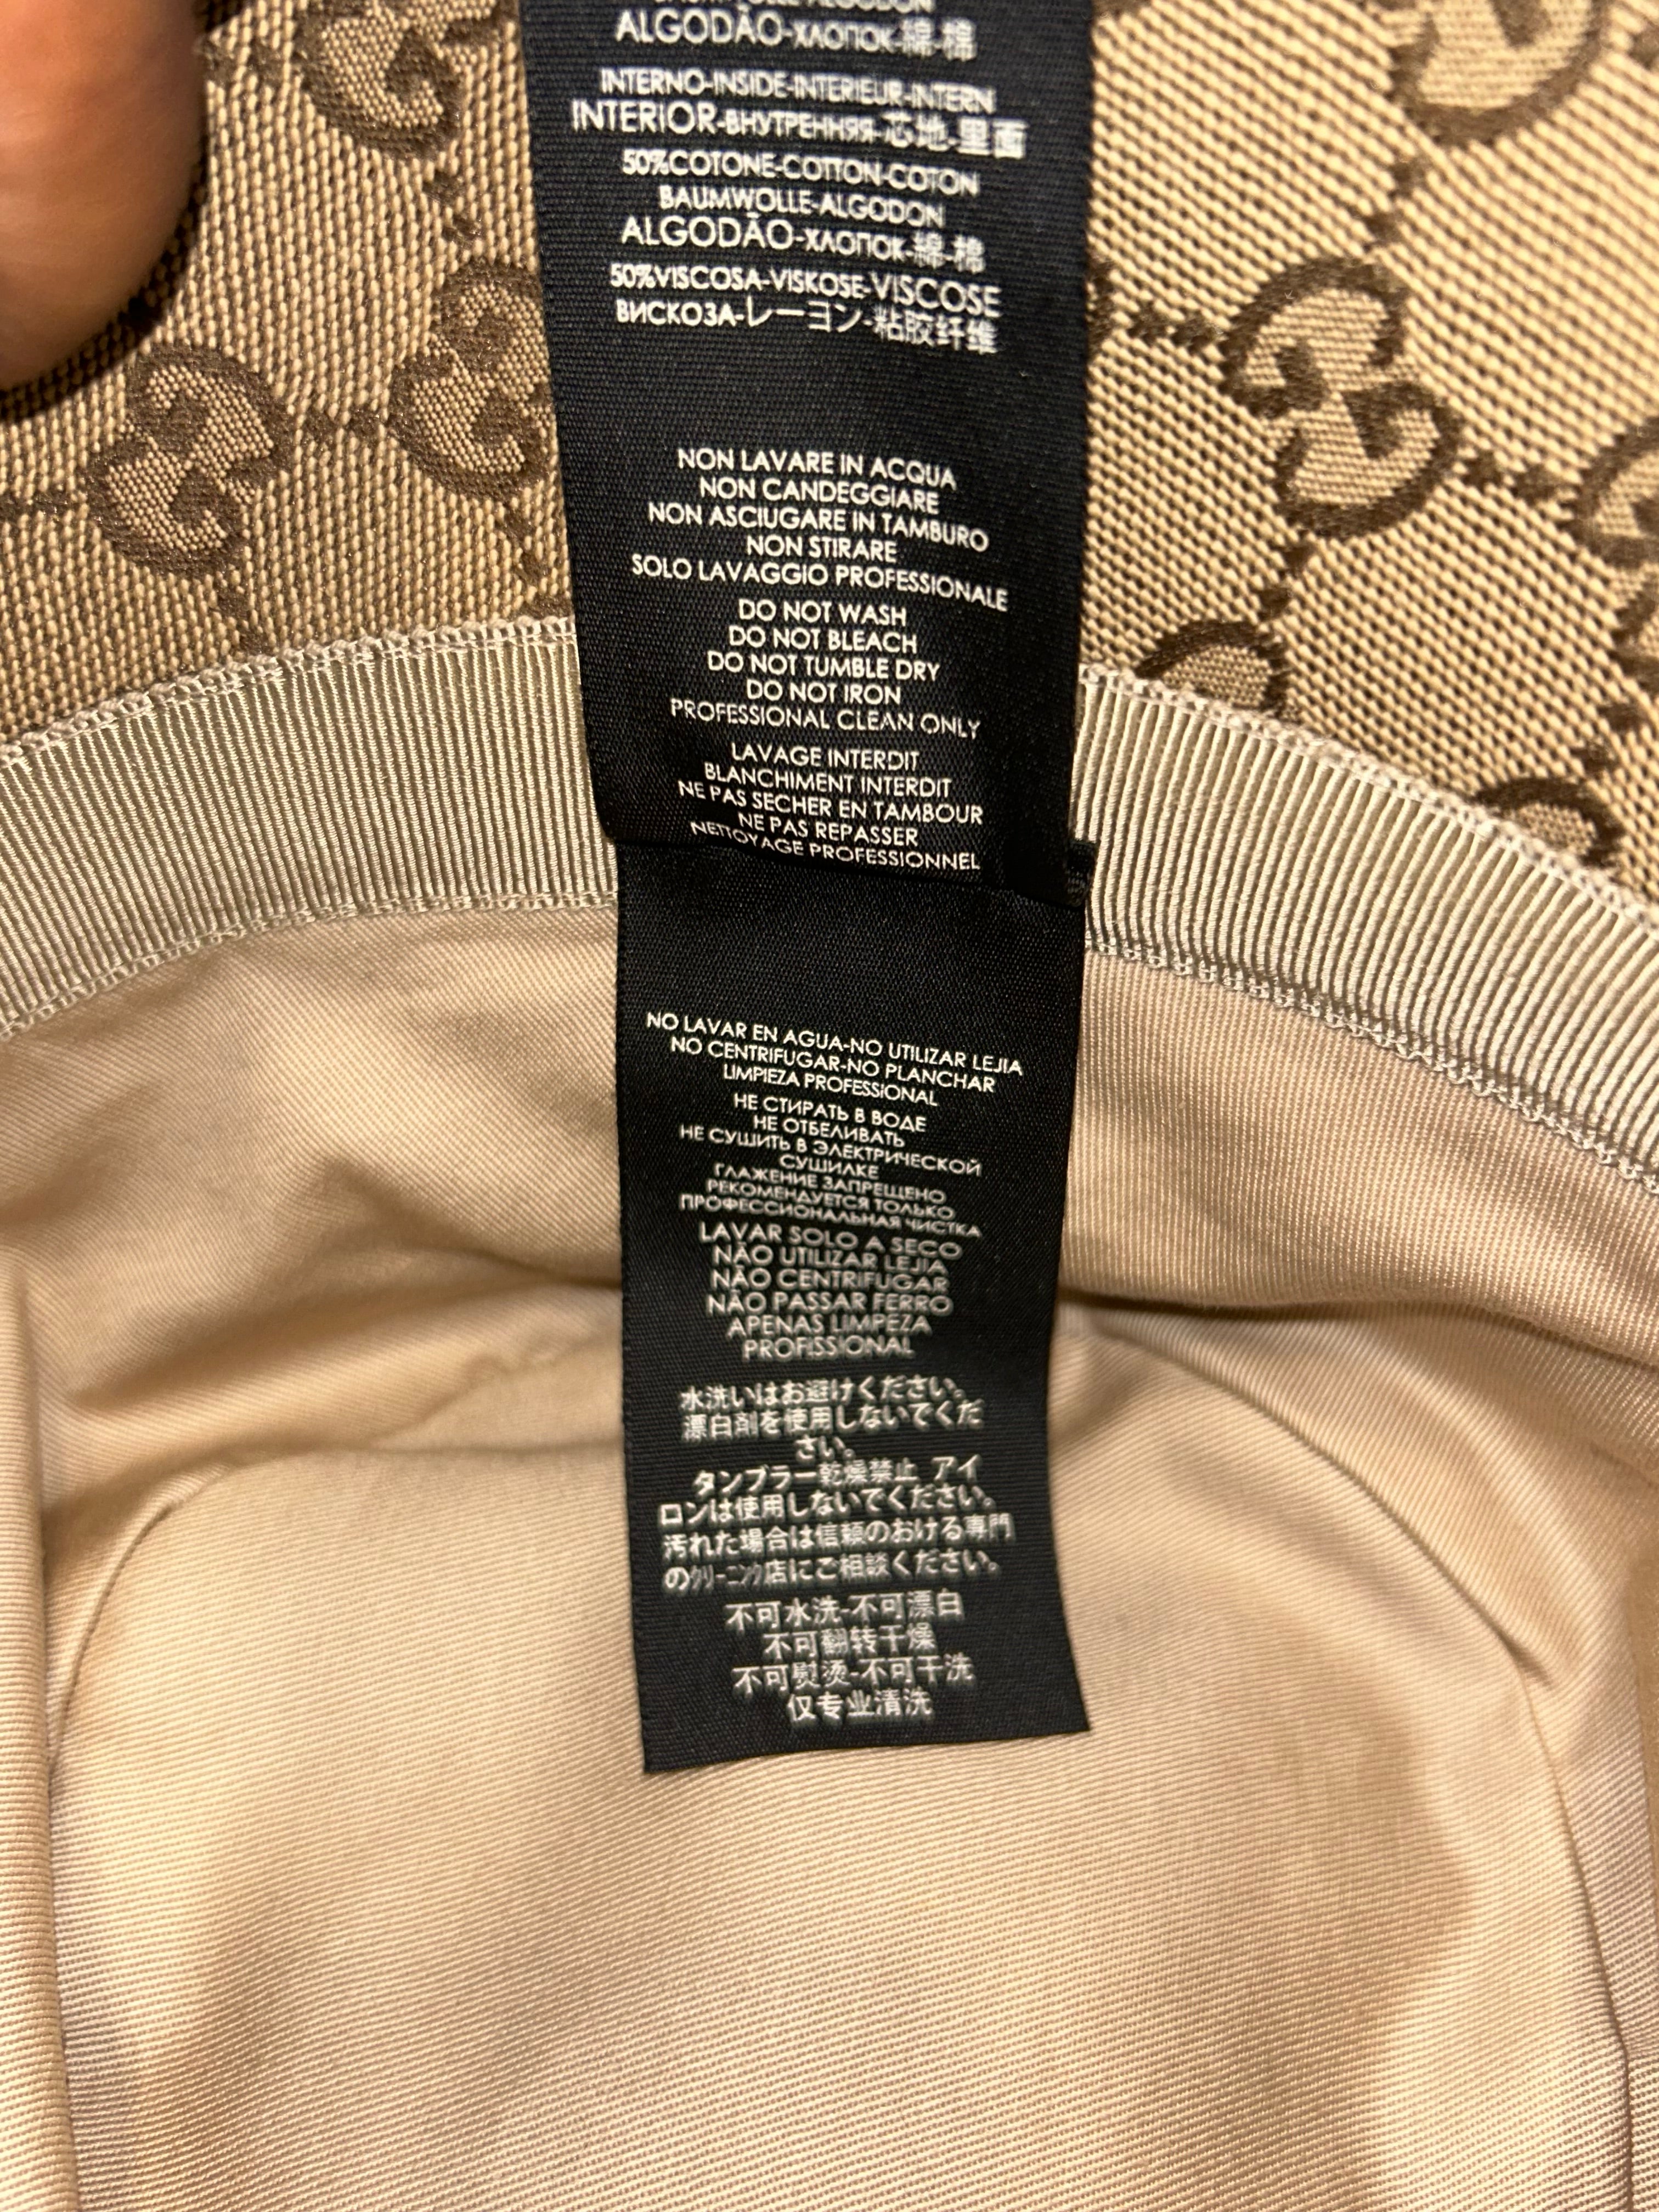 ALGODÃO-ХЛОПОК-綿-棉
INTERNO-INSIDE-INTERIEUR-INTERN
INTERIOR-ВНУТРЕННЯЯ-芯地-里面
50%COTONE-COTTON-COTON
BAUMWOLLE-ALGODON
ALGODÃO-ХЛОПОК-綿-棉
50%VISCOSA-VISKOSE-VISCOSE
ВИСКОЗА-レーヨン-粘胶纤维
NON LAVARE IN ACQUA
NON CANDEGGIARE
NON ASCIUGARE IN TAMBURO
NON STIRARE
SOLO LAVAGGIO PROFESSIONALE
DO NOT WASH
DO NOT BLEACH
DO NOT TUMBLE DRY
DO NOT IRON
PROFESSIONAL CLEAN ONLY
LAVAGE INTERDIT
BLANCHIMENT INTERDIT
NE PAS SECHER EN TAMBOUR
NE PAS REPASSER
NETTOYAGE PROFESSIONNEL
NO LAVAR EN AGUA-NO UTILIZAR LEJIA
NO CENTRIFUGAR-NO PLANCHAR
LIMPIEZA PROFESSIONAL
НЕ СТИРАТЬ В ВОДЕ
НЕ ОТБЕЛИВАТЬ
НЕ СУШИТЬ В ЭЛЕКТРИЧЕСКОЙ
СУШИЛКЕ
ГЛАЖЕНИЕ ЗАПРЕЩЕНО
РЕКОМЕНДУЕТСЯ ТОЛЬКО
ПРОФЕССИОНАЛЬНАЯ ЧИСТКА
LAVAR SOLO A SECO
NÃO UTILIZAR LEJIA
NÃO CENTRIFUGAR
NÃO PASSAR FERRO
APENAS LIMPEZA
PROFISSIONAL
水洗いはお避けください。
漂白剤を使用しないでくだ
さい。
タンブラー乾燥禁止 アイ
ロンは使用しないでください。
汚れた場合は信頼のおける専門
のクリーニング店にご相談ください。
不可水洗-不可漂白
不可翻转干燥
不可熨烫-不可干洗
仅专业清洗